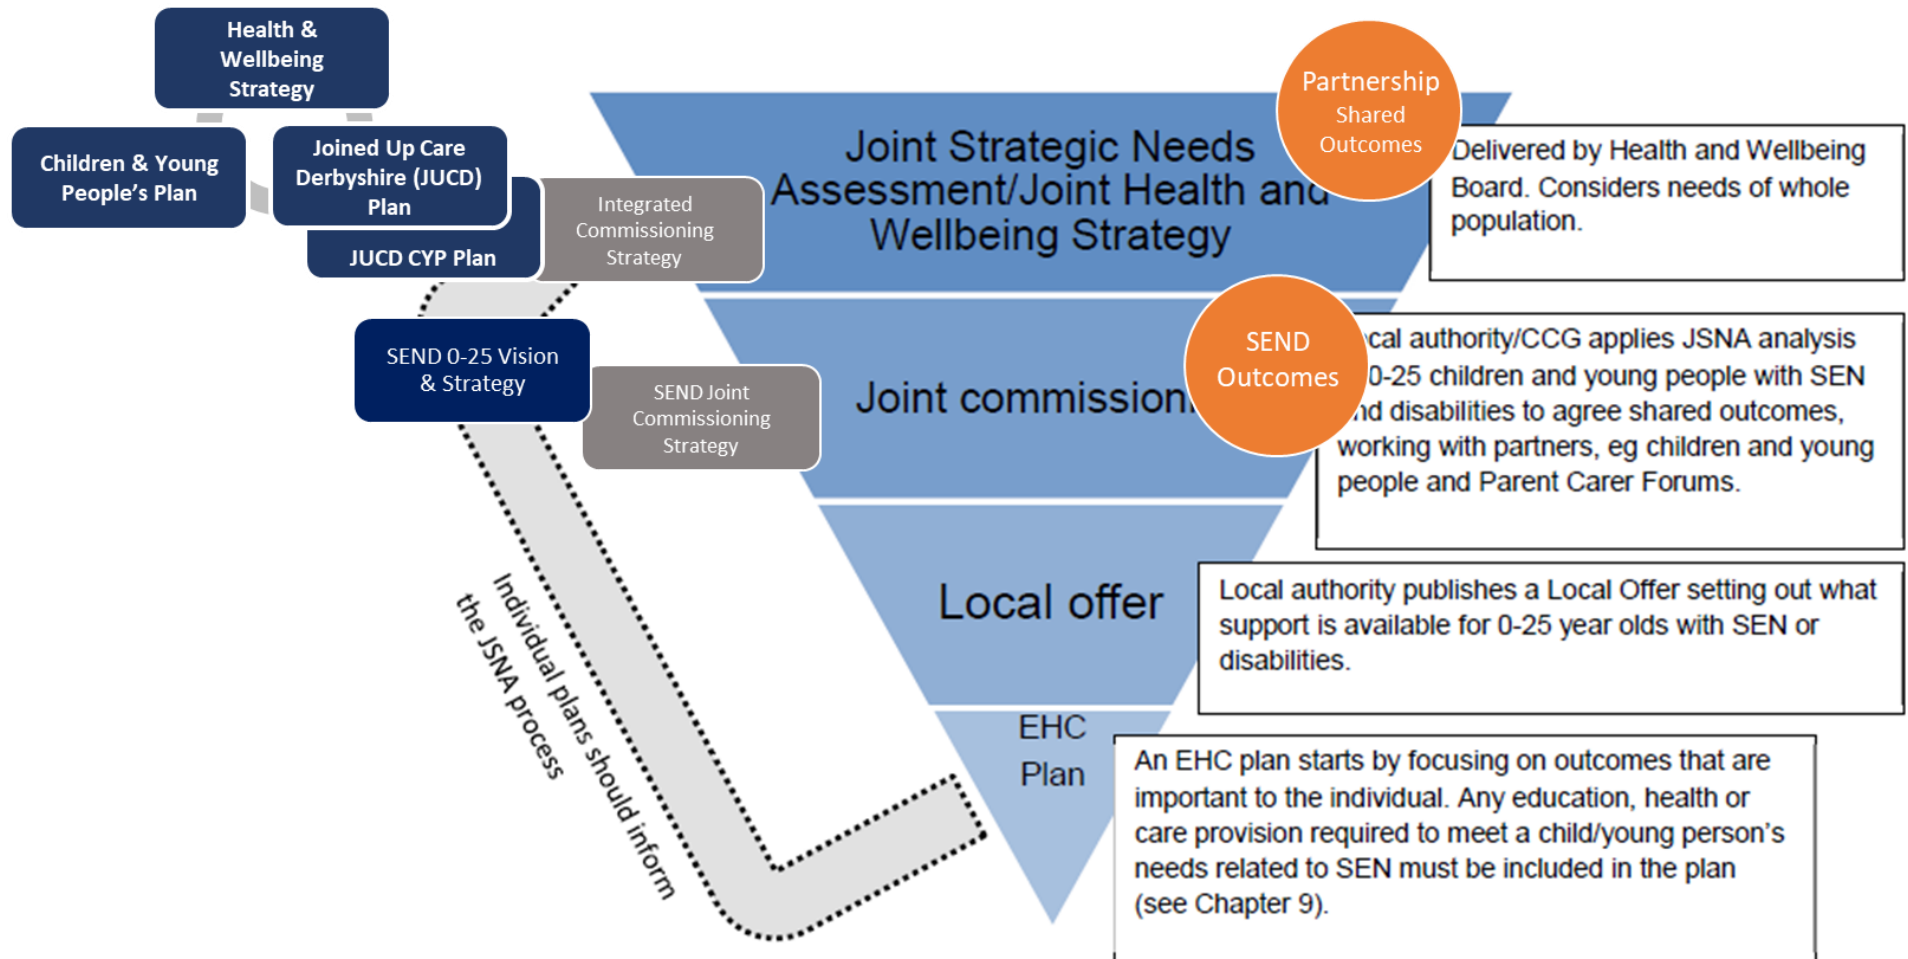 Health &
Wellbeing
Strategy
Children & Young
People's Plan
Joined Up Care
Derbyshire (JUCD)
Plan
JUCD CYP Plan
Integrated
Commissioning
Strategy
SEND 0-25 Vision
& Strategy
SEND Joint
Commissioning
Strategy
Individual plans should inform
the JSNA process
Joint Strategic Needs
Assessment/Joint Health and
Wellbeing Strategy
Partnership
Shared
Outcomes
Delivered by Health and Wellbeing
Board. Considers needs of whole
population.
Joint commission
SEND
Outcomes
cal authority/CCG applies JSNA analysis
0-25 children and young people with SEN
nd disabilities to agree shared outcomes,
working with partners, eg children and young
people and Parent Carer Forums.
Local offer
Local authority publishes a Local Offer setting out what
support is available for 0-25 year olds with SEN or
disabilities.
EHC
Plan
An EHC plan starts by focusing on outcomes that are
important to the individual. Any education, health or
care provision required to meet a child/young person's
needs related to SEN must be included in the plan
(see Chapter 9).